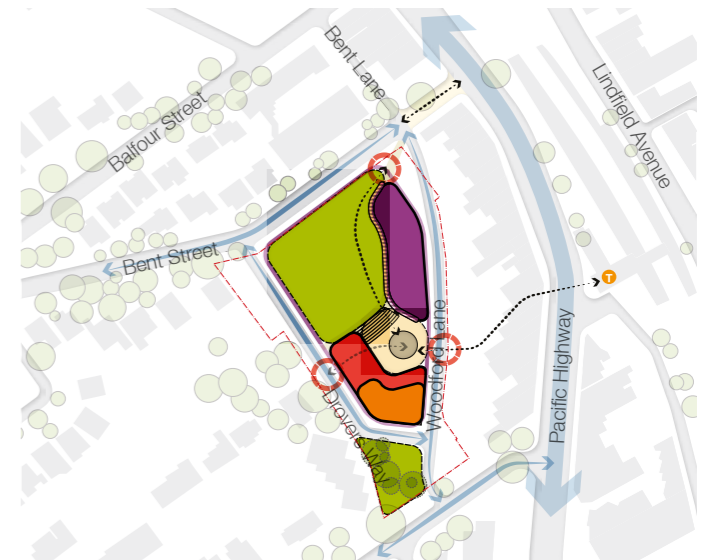 Bent Lane
Lindfield Avenue
Balfour Street
Bent Street
T
Woodford Lane
Pacific Highway
Drovers Way